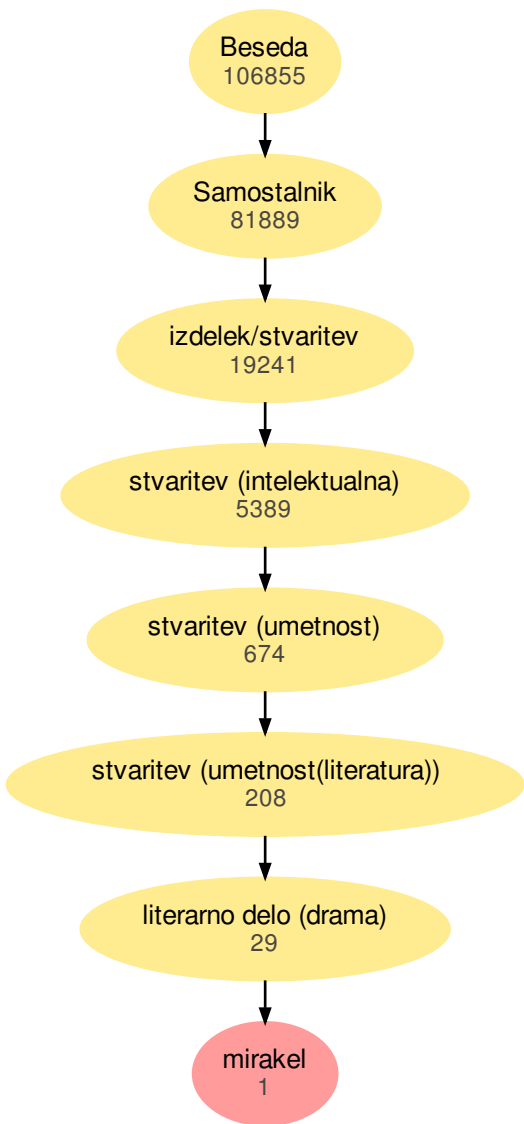 Beseda
106855
Samostalnik
81889
izdelek/stvaritev
19241
stvaritev (intelektualna)
5389
stvaritev (umetnost)
674
stvaritev (umetnost(literatura))
208
literarno delo (drama)
29
mirakel
1